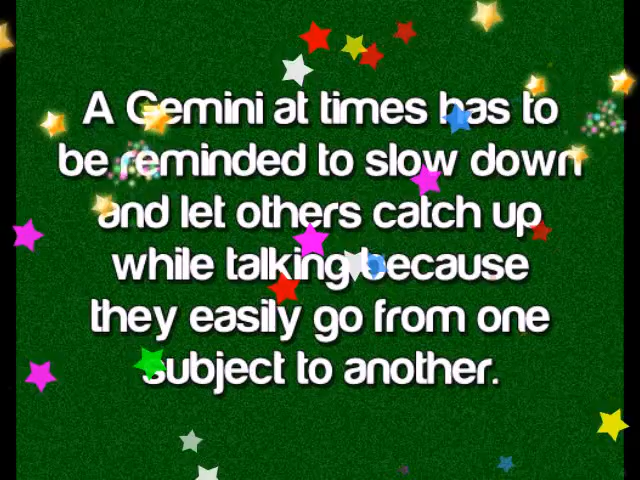 A Gemini at times has to
be reminded to slow down
and let others catch up
while talking because
they easily go from one
subject to another.